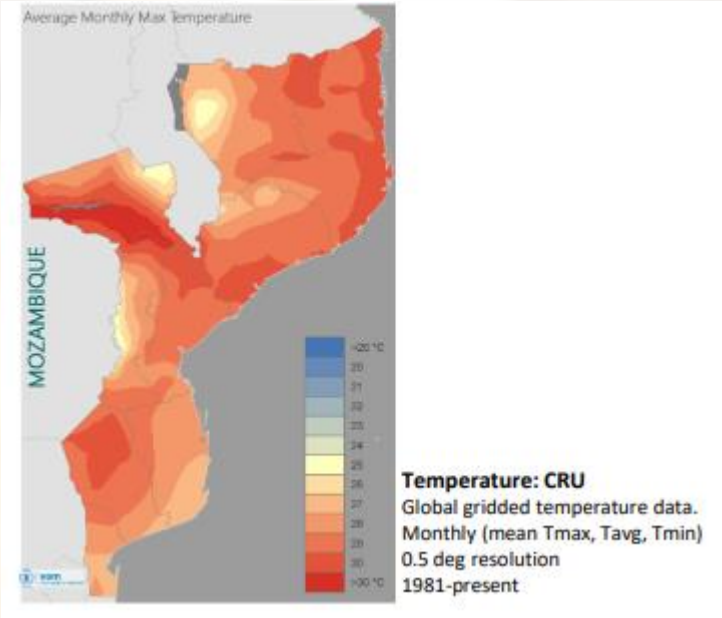 Average Monthly Max Temperature
MOZAMBIQUE
<20 °C
20
21
22
23
24
25
26
27
28
29
30
>30 °C
vam
Temperature: CRU
Global gridded temperature data.
Monthly (mean Tmax, Tavg, Tmin)
0.5 deg resolution
1981-present